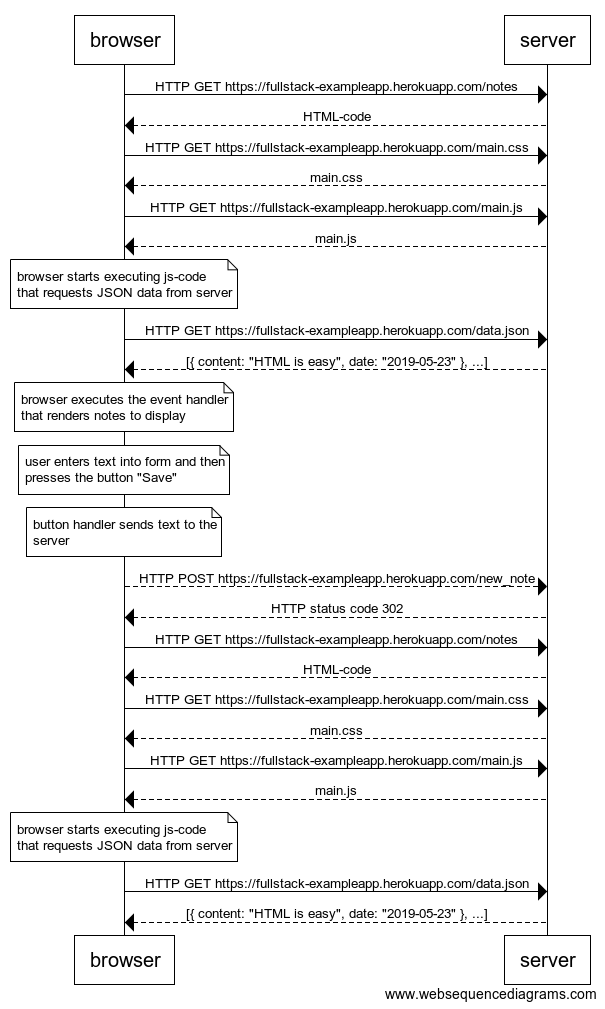 browser
server
HTTP GET https://fullstack-exampleapp.herokuapp.com/notes
HTML-code
HTTP GET https://fullstack-exampleapp.herokuapp.com/main.css
main.css
HTTP GET https://fullstack-exampleapp.herokuapp.com/main.js
main.js
browser starts executing js-code
that requests JSON data from server
HTTP GET https://fullstack-exampleapp.herokuapp.com/data.json
[{ content: "HTML is easy", date: "2019-05-23" }, ...]
browser executes the event handler
that renders notes to display
user enters text into form and then
presses the button "Save"
button handler sends text to the
server
HTTP POST https://fullstack-exampleapp.herokuapp.com/new_note
HTTP status code 302
HTTP GET https://fullstack-exampleapp.herokuapp.com/notes
HTML-code
HTTP GET https://fullstack-exampleapp.herokuapp.com/main.css
main.css
HTTP GET https://fullstack-exampleapp.herokuapp.com/main.js
main.js
browser starts executing js-code
that requests JSON data from server
HTTP GET https://fullstack-exampleapp.herokuapp.com/data.json
[{ content: "HTML is easy", date: "2019-05-23" }, ...]
browser
server
www.websequencediagrams.com